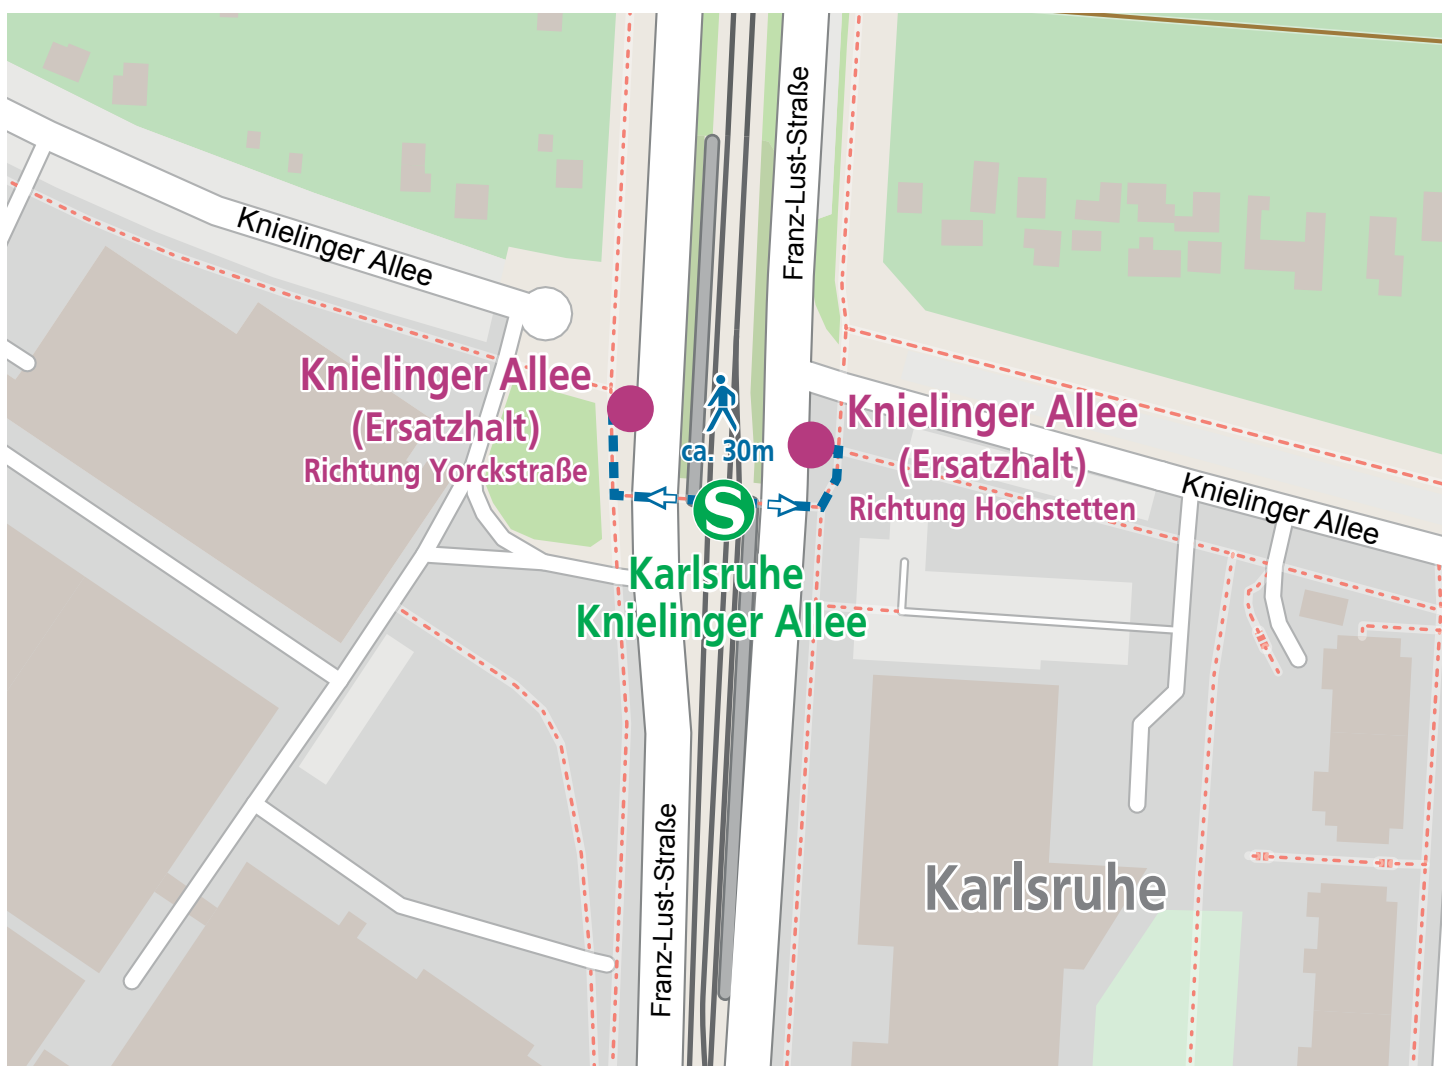 Franz-Lust-Straße
Knielinger Allee
Knielinger Allee
(Ersatzhalt)
Richtung Yorckstraße
ca. 30m
Knielinger Allee
(Ersatzhalt)
Richtung Hochstetten
Knielinger Allee
S
Karlsruhe
Knielinger Allee
Franz-Lust-Straße
Karlsruhe